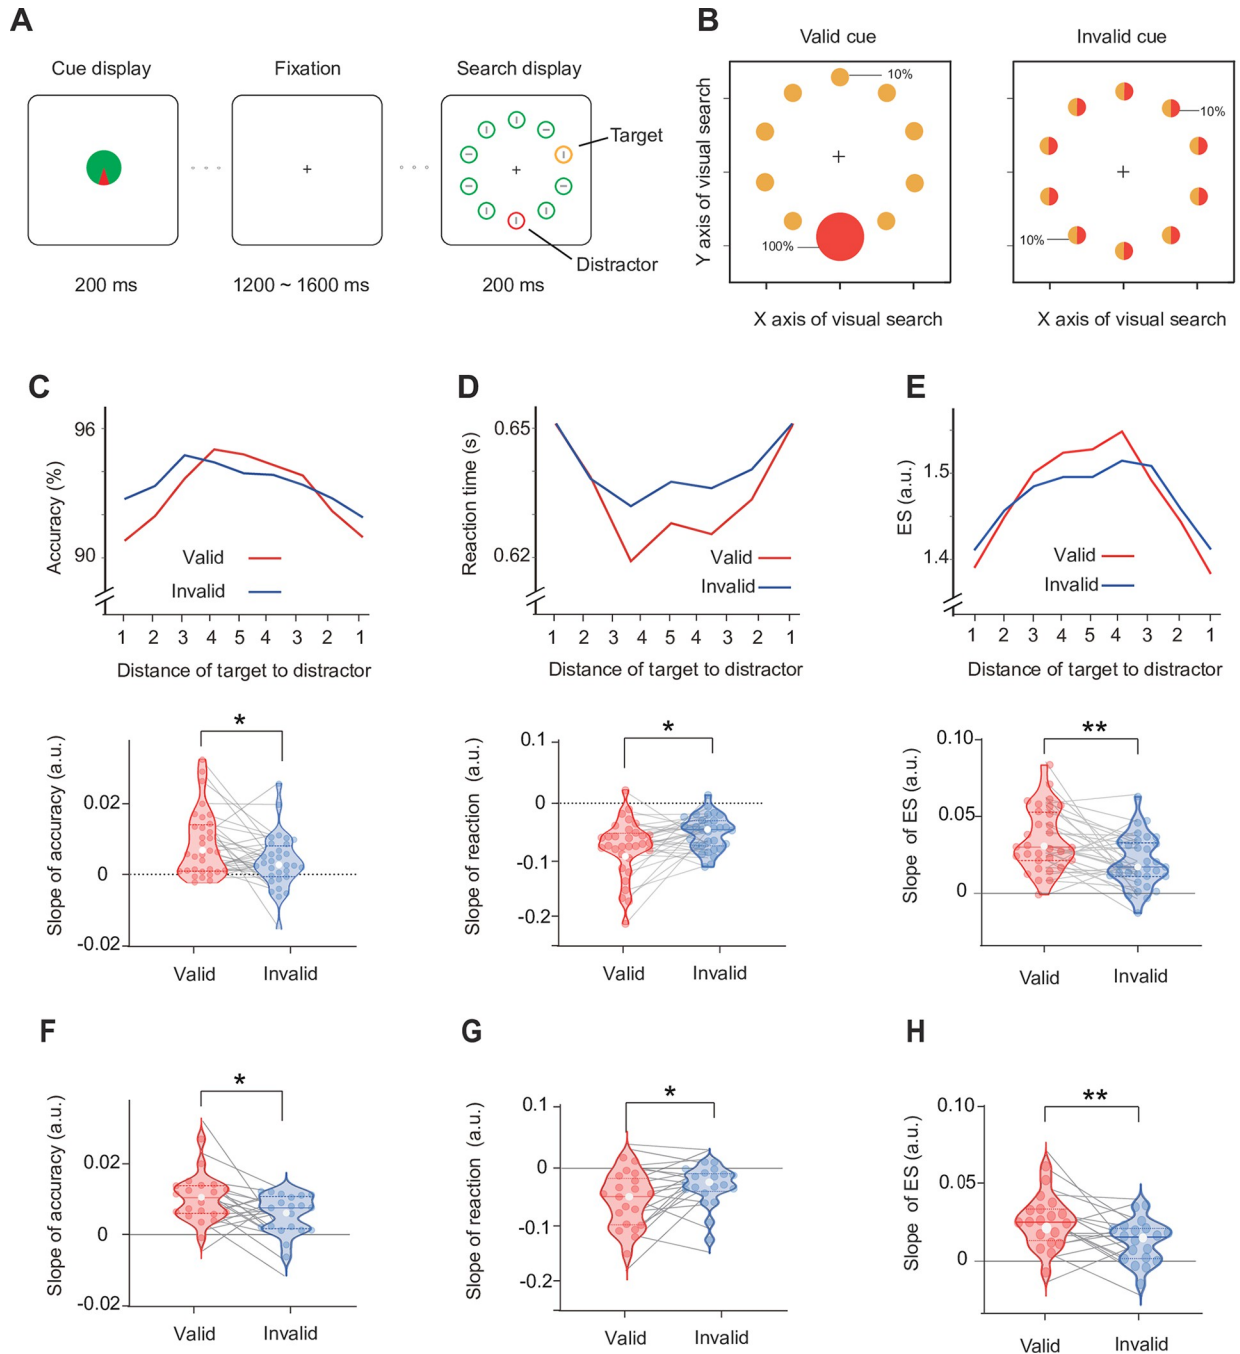 A
Cue display
Fixation
Search display
Target
Distractor
200 ms
1200 ~ 1600 ms
200 ms
B
Valid cue
Invalid cue
Y axis of visual search
10%
100%
X axis of visual search
10%
10%
X axis of visual search
C
Accuracy (%)
96
90
Valid
Invalid
1 2 3 4 5 4 3 2 1
Distance of target to distractor
Slope of accuracy (a.u.)
*
0.02
0
-0.02
Valid Invalid
D
Reaction time (s)
0.65
0.62
Valid
Invalid
1 2 3 4 5 4 3 2 1
Distance of target to distractor
Slope of reaction (a.u.)
*
0.1
0
-0.1
-0.2
Valid Invalid
E
ES (a.u.)
1.5
1.4
Valid
Invalid
1 2 3 4 4 3 2 1
Distance of target to distractor
Slope of ES (a.u.)
**
0.10
0.05
0
Valid Invalid
F
Slope of accuracy (a.u.)
*
0.02
0
-0.02
Valid Invalid
G
Slope of reaction (a.u.)
*
0.1
0
-0.1
-0.2
Valid Invalid
H
Slope of ES (a.u.)
**
0.10
0.05
0
Valid Invalid